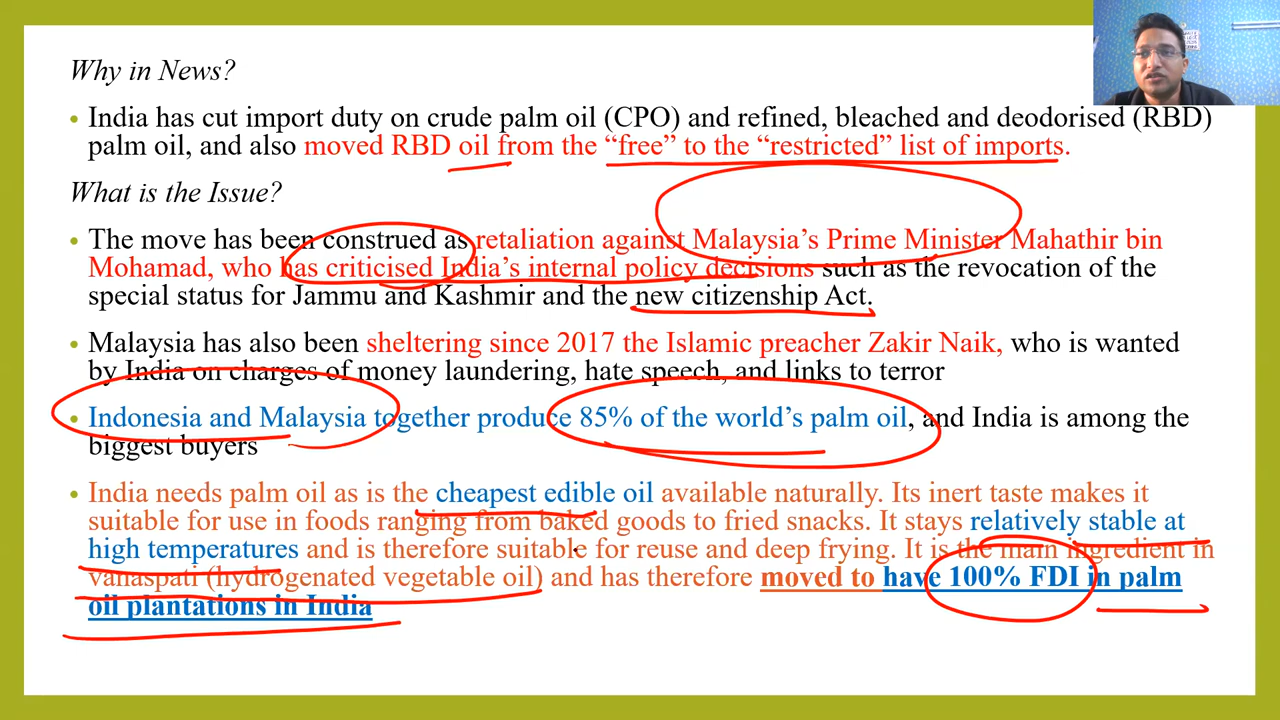 Why in News?
• India has cut import duty on crude palm oil (CPO) and refined, bleached and deodorised (RBD)
palm oil, and also moved RBD oil from the “free” to the “restricted” list of imports.
What is the Issue?
• The move has been construed as retaliation against Malaysia’s Prime Minister Mahathir bin
Mohamad, who has criticised India’s internal policy decisions such as the revocation of the
special status for Jammu and Kashmir and the new citizenship Act.
• Malaysia has also been sheltering since 2017 the Islamic preacher Zakir Naik, who is wanted
by India on charges of money laundering, hate speech, and links to terror
• Indonesia and Malaysia together produce 85% of the world’s palm oil, and India is among the
biggest buyers
• India needs palm oil as is the cheapest edible oil available naturally. Its inert taste makes it
suitable for use in foods ranging from baked goods to fried snacks. It stays relatively stable at
high temperatures and is therefore suitable for reuse and deep frying. It is the main ingredient in
vanaspati (hydrogenated vegetable oil) and has therefore moved to have 100% FDI in palm
oil plantations in India